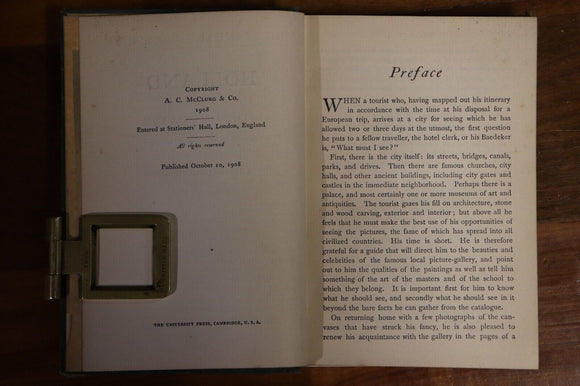 COPYRIGHT
A. C. McCLURG & CO.
1908
Entered at Stationers' Hall, London, England
All rights reserved
Published October 10, 1908
THE UNIVERSITY PRESS, CAMBRIDGE, U. S. A.
Preface
WHEN a tourist who, having mapped out his itinerary
in accordance with the time at his disposal for a
European trip, arrives at a city for seeing which he has
allowed two or three days at the utmost, the first question
he puts to a fellow traveller, the hotel clerk, or his Baedeker
is, "What must I see?"
First, there is the city itself: its streets, bridges, canals,
parks, and drives. Then there are famous churches, city
halls, and other ancient buildings, including city gates and
castles in the immediate neighborhood. Perhaps there is a
palace, and most certainly one or more museums of art and
antiquities. The tourist gazes his fill on architecture, stone
and wood carving, exterior and interior; but above all he
feels that he must make the best use of his opportunities of
seeing the pictures, the fame of which has spread into all
civilized countries. His time is short. He is therefore
grateful for a guide that will direct him to the beauties and
celebrities of the famous local picture-gallery, and point
out to him the qualities of the paintings as well as tell him
something of the art of the masters and of the school to
which they belong. It is important first for him to know
what he should see, and secondly what he should see in it
beyond the bare facts he can gather from the catalogue.
On returning home with a few photographs of the can-
vases that have struck his fancy, he is also pleased to
renew his acquaintance with the gallery in the pages of a